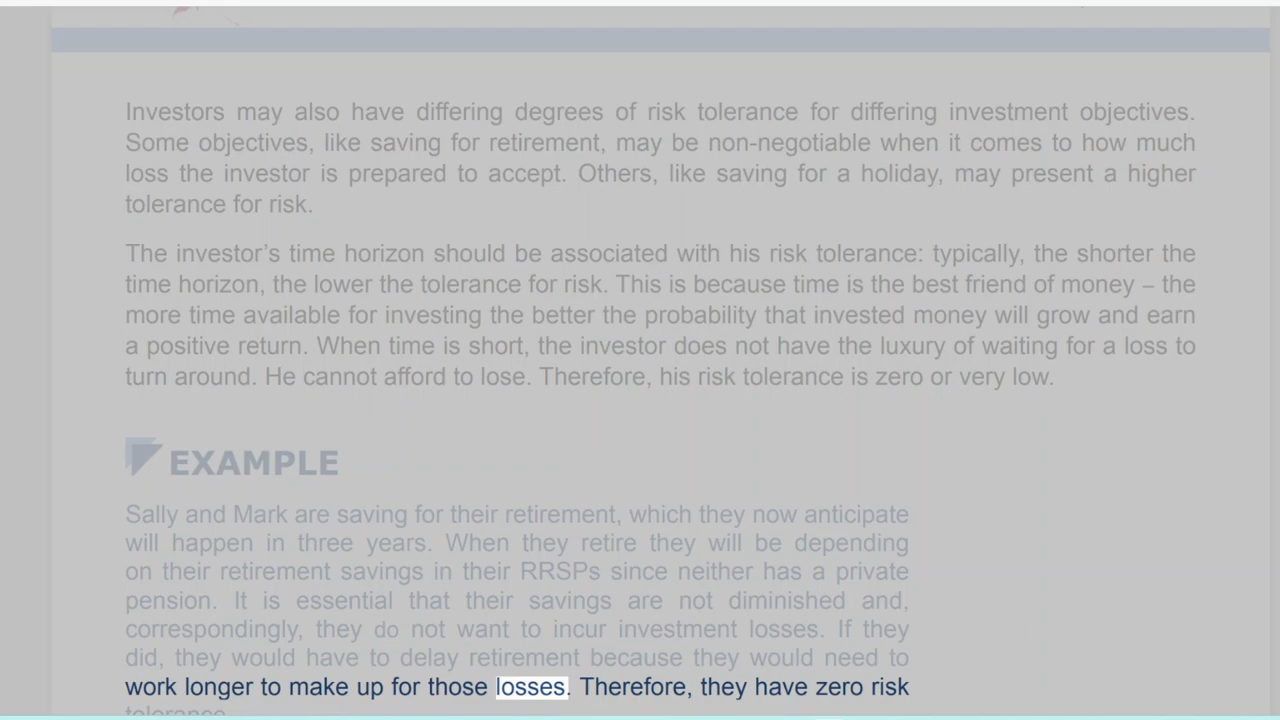 Investors may also have differing degrees of risk tolerance for differing investment objectives.
Some objectives, like saving for retirement, may be non-negotiable when it comes to how much
loss the investor is prepared to accept. Others, like saving for a holiday, may present a higher
tolerance for risk.
The investor’s time horizon should be associated with his risk tolerance: typically, the shorter the
time horizon, the lower the tolerance for risk. This is because time is the best friend of money – the
more time available for investing the better the probability that invested money will grow and earn
a positive return. When time is short, the investor does not have the luxury of waiting for a loss to
turn around. He cannot afford to lose. Therefore, his risk tolerance is zero or very low.
EXAMPLE
Sally and Mark are saving for their retirement, which they now anticipate
will happen in three years. When they retire they will be depending
on their retirement savings in their RRSPs since neither has a private
pension. It is essential that their savings are not diminished and,
correspondingly, they do not want to incur investment losses. If they
did, they would have to delay retirement because they would need to
work longer to make up for those losses. Therefore, they have zero risk
tolerance.